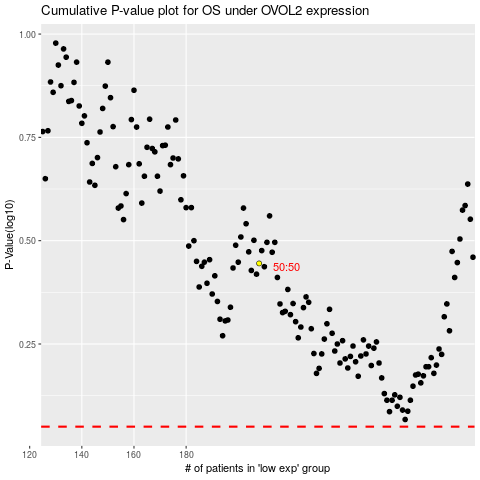 Cumulative P-value plot for OS under OVOL2 expression
P-Value(log10)
1.00
0.75
0.50
0.25
50:50
120 140 160 180
# of patients in 'low exp' group